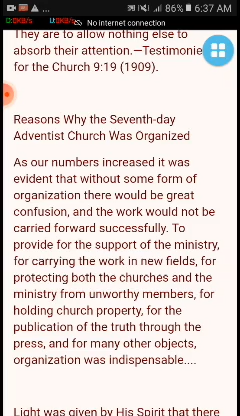 86% 6:37 AM
0.0KB/s U:0KB/s No internet connection
They are to allow nothing else to
absorb their attention.—Testimonie
for the Church 9:19 (1909).
Reasons Why the Seventh-day
Adventist Church Was Organized
As our numbers increased it was
evident that without some form of
organization there would be great
confusion, and the work would not be
carried forward successfully. To
provide for the support of the ministry,
for carrying the work in new fields, for
protecting both the churches and the
ministry from unworthy members, for
holding church property, for the
publication of the truth through the
press, and for many other objects,
organization was indispensable....
Light was given by His Spirit that there